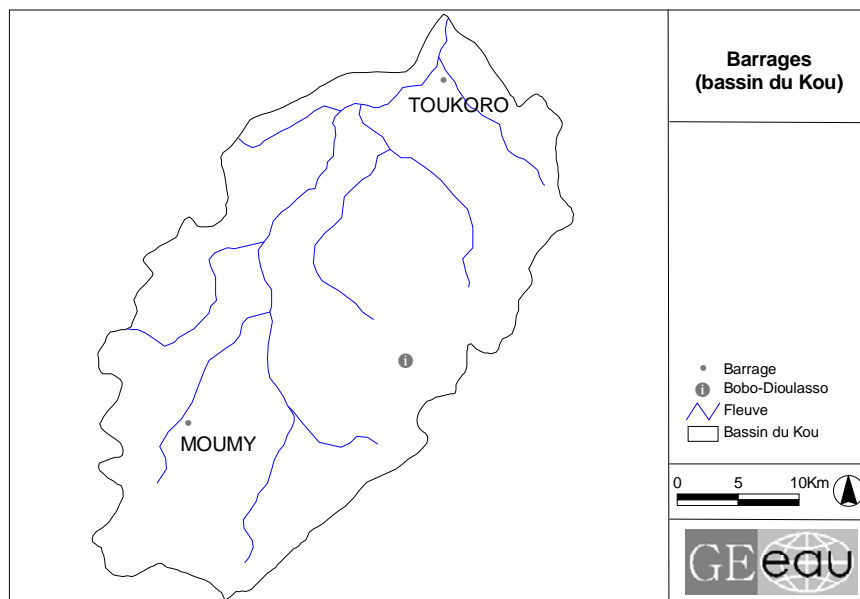 Barrages
(bassin du Kou)
TOUKORO
MOUMY
i
i
Barrage
Bobo-Dioulasso
Fleuve
Bassin du Kou
0 5 10Km
GEeau